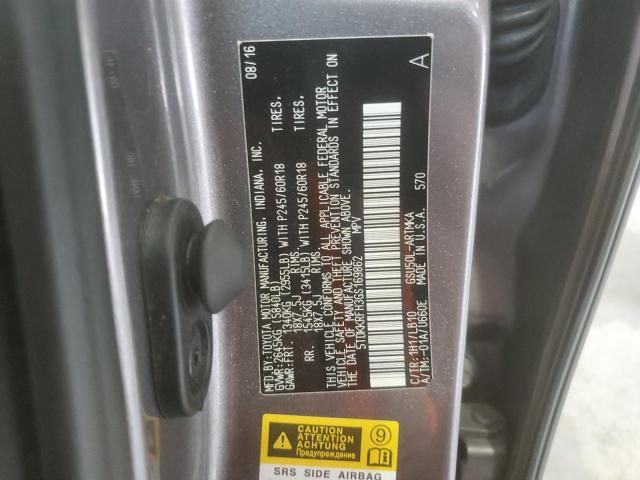 MFD.BY:TOYOTA MOTOR MANUFACTURING, INDIANA, INC. 08/16
GVWR:2645KG(5840LB)
GAWR:FRT. 1340KG (2955LB) WITH P245/60R18 TIRES,
18X7.5J RIMS
RR. 1545KG (3415LB) WITH P245/60R18 TIRES,
18X7.5J RIMS
THIS VEHICLE CONFORMS TO ALL APPLICABLE FEDERAL MOTOR
VEHICLE SAFETY AND THEFT PREVENTION STANDARDS IN EFFECT ON
THE DATE OF MANUFACTURE SHOWN ABOVE.
5TDKKRFH3GS169862 MPV
C/TR:1H1/LB10 GSU50L-ARTMKA 570
A/TM:-01A/U660E MADE IN U.S.A.
A
CAUTION
ATTENTION
ACHTUNG
Предупреждение
9
SRS SIDE AIRBAG